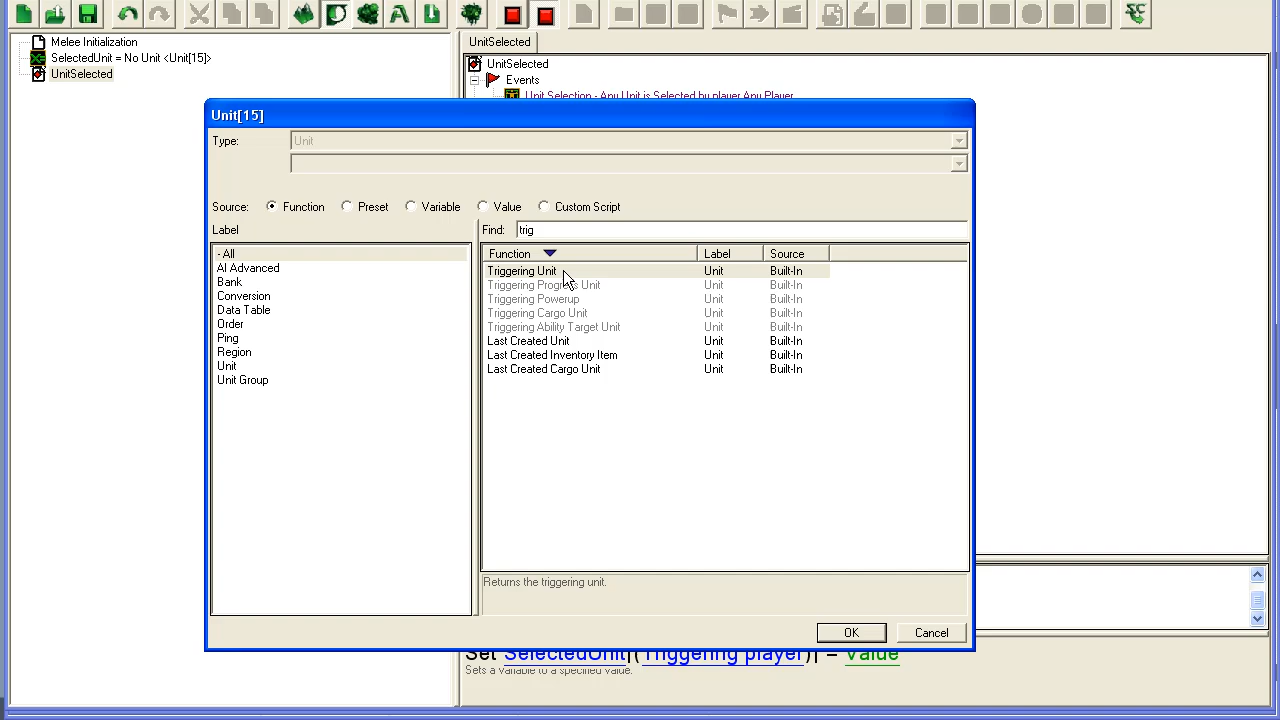 Melee Initialization
SelectedUnit = No Unit <Unit[15]>
UnitSelected
UnitSelected
UnitSelected
Events
Unit Selection - Any Unit is Selected by player Any Player
Unit[15]
Type: Unit
Source: Function Preset Variable Value Custom Script
Label
- All
AI Advanced
Bank
Conversion
Data Table
Order
Ping
Region
Unit
Unit Group
Find: trig
Function Label Source
Triggering Unit Unit Built-In
Triggering Progress Unit Unit Built-In
Triggering Powerup Unit Built-In
Triggering Cargo Unit Unit Built-In
Triggering Ability Target Unit Unit Built-In
Last Created Unit Unit Built-In
Last Created Inventory Item Unit Built-In
Last Created Cargo Unit Unit Built-In
Returns the triggering unit.
OK Cancel
Set SelectedUnit[(Triggering player)] = Value
Sets a variable to a specified value.